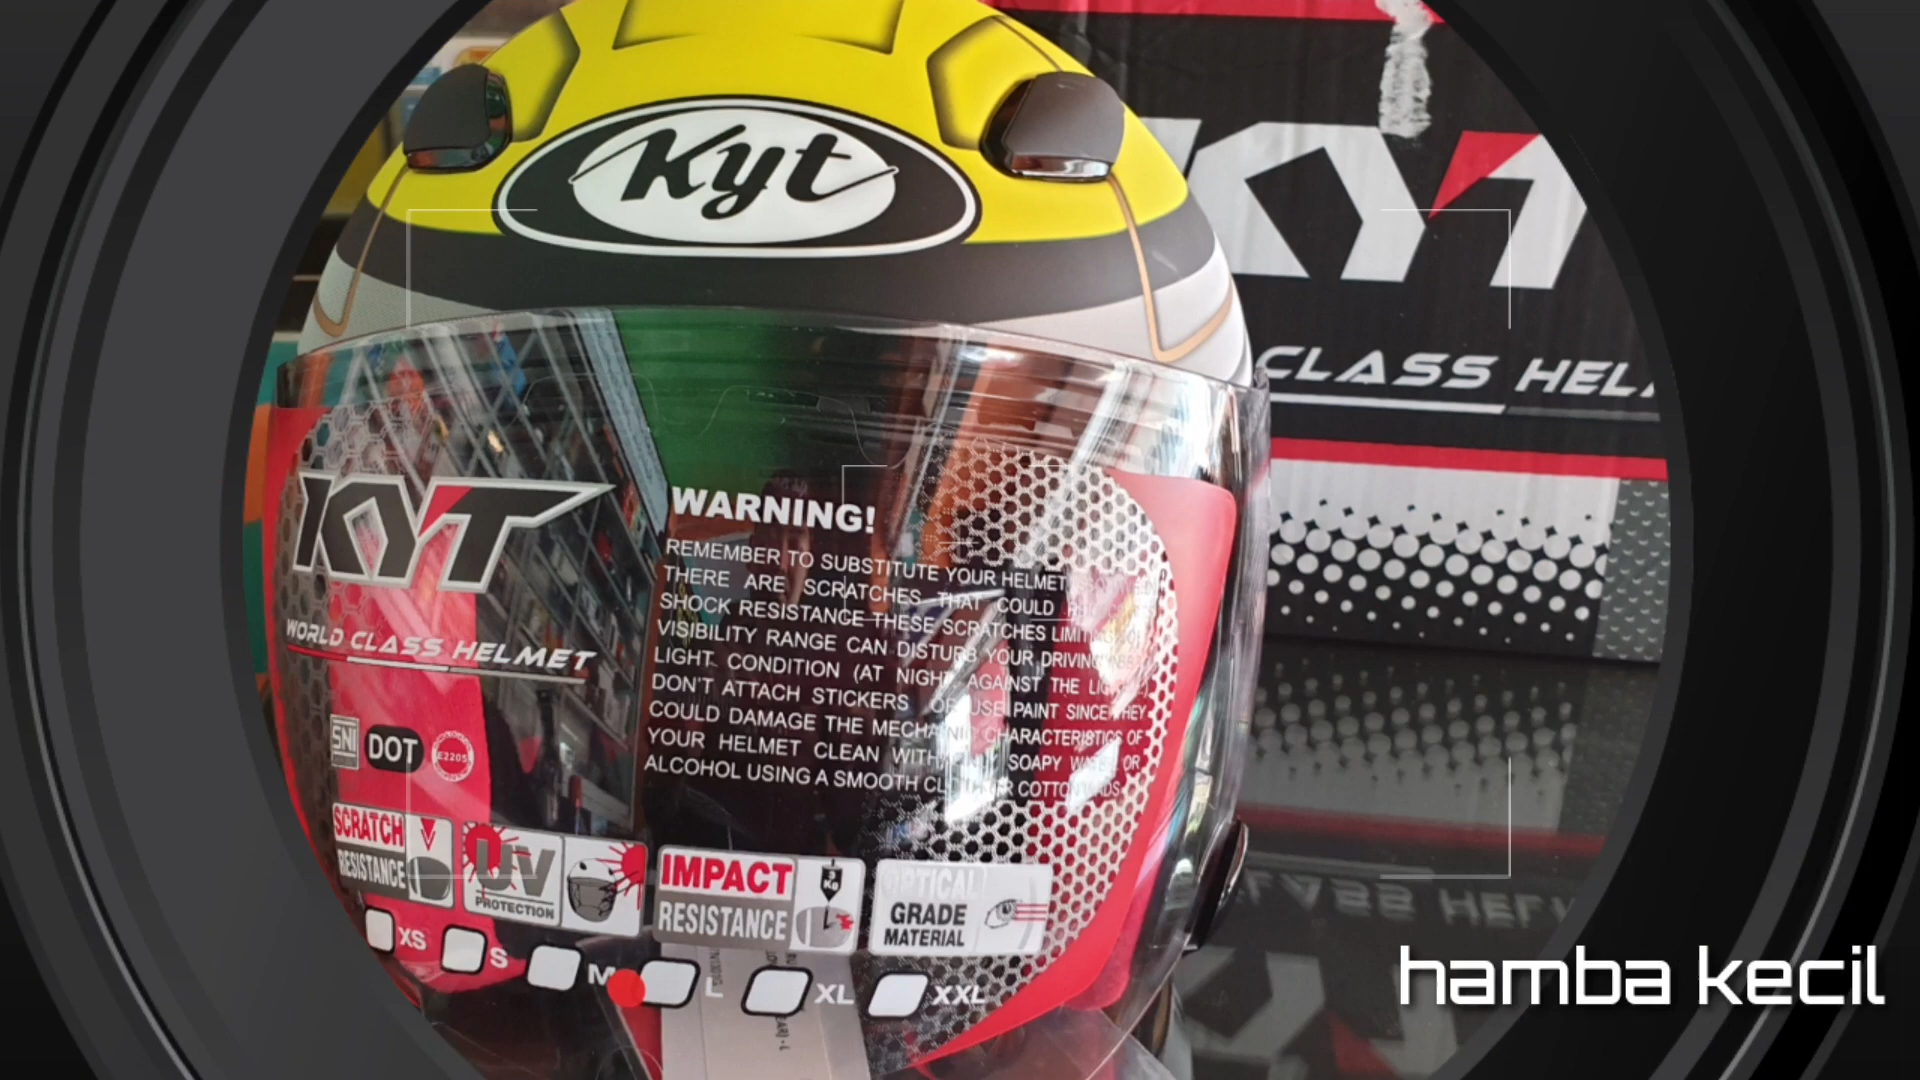 Kyt
KYT
CLASS HEL
KYT
WORLD CLASS HELMET
WARNING!
REMEMBER TO SUBSTITUTE YOUR HELMET
THERE ARE SCRATCHES THAT COULD
SHOCK RESISTANCE THESE SCRATCHES
VISIBILITY RANGE CAN DISTURB YOUR DRIVING
LIGHT CONDITION (AT NIGHT AGAINST THE
DON'T ATTACH STICKERS OR USE PAINT SINCE THEY
COULD DAMAGE THE MECHANIC CHARACTERISTICS OF
YOUR HELMET CLEAN WITH SOAPY WATER OR
ALCOHOL USING A SMOOTH CLOTH OR COTTON
SNI DOT E2205
SCRATCH
RESISTANCE
UV
PROTECTION
IMPACT
RESISTANCE
3
KG
OPTICAL
GRADE
MATERIAL
XS S M L XL XXL
hamba kecil